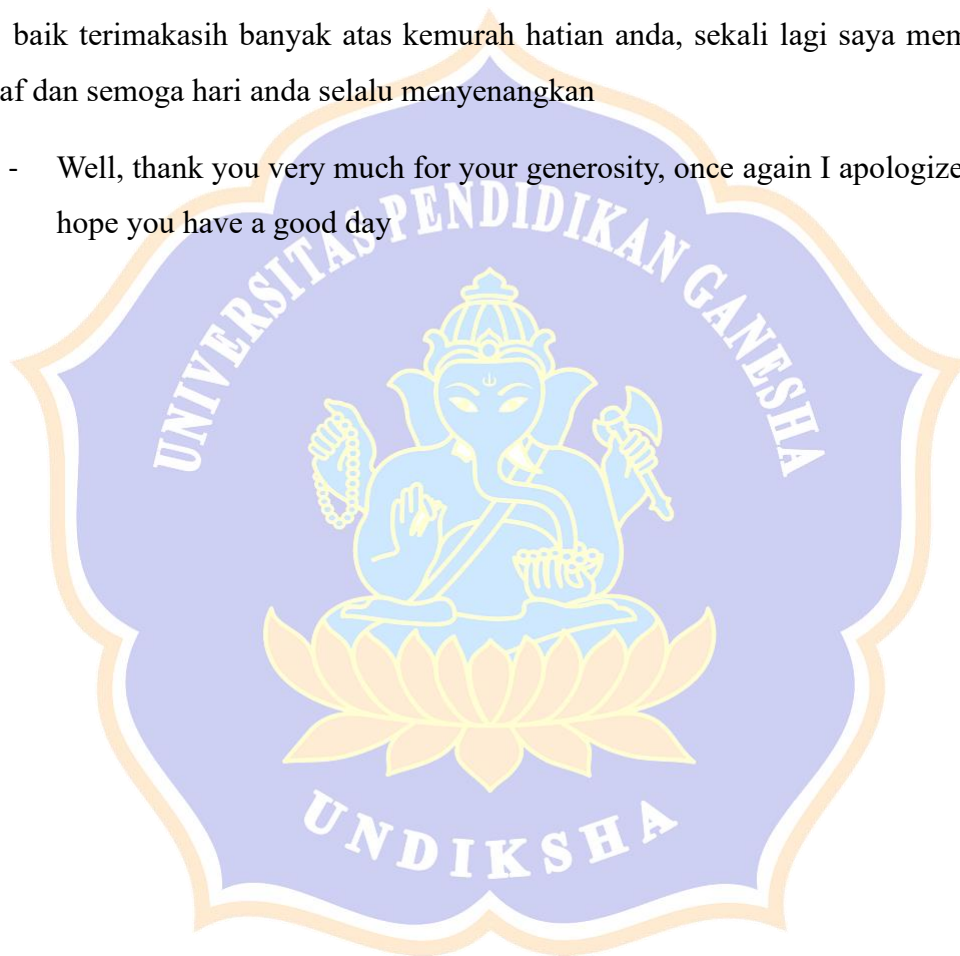 baik terimakasih banyak atas kemurah hatian anda, sekali lagi saya mem
af dan semoga hari anda selalu menyenangkan
- Well, thank you very much for your generosity, once again I apologize
hope you have a good day
UNIVERSITAS PENDIDIKAN GANESHA
UNDIKSHA